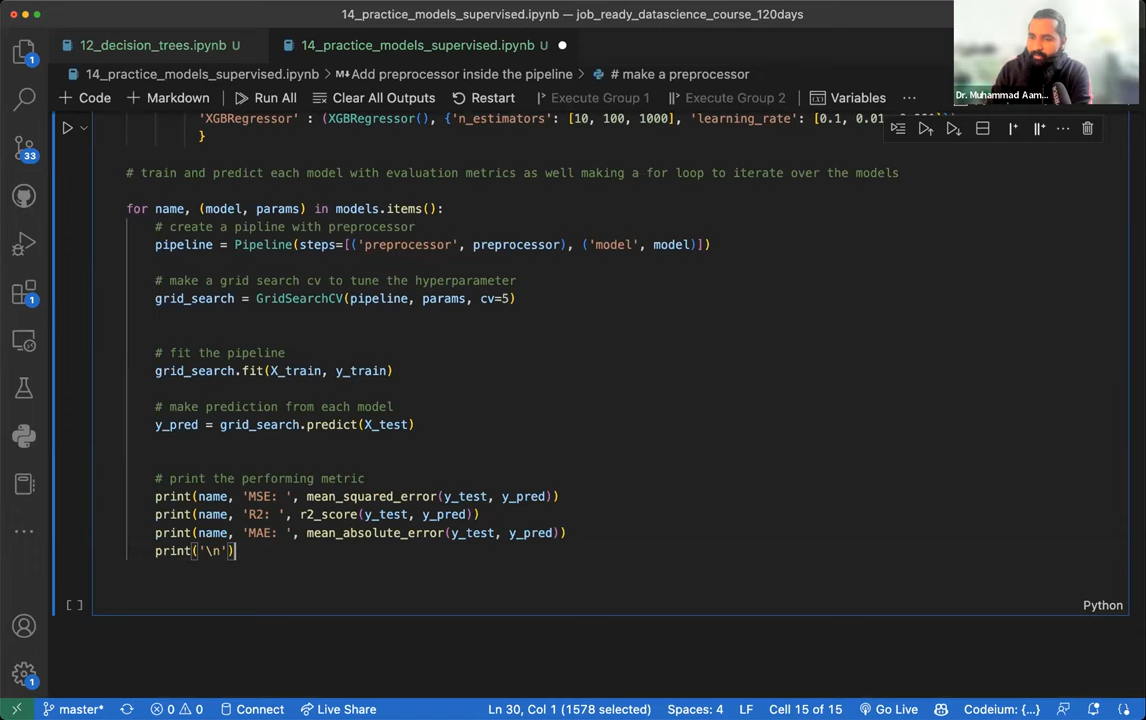 14_practice_models_supervised.ipynb — job_ready_datascience_course_120days
12_decision_trees.ipynb U
14_practice_models_supervised.ipynb U
14_practice_models_supervised.ipynb > M↓Add preprocessor inside the pipeline > # make a preprocessor
Dr. Muhammad Aam...
+ Code + Markdown Run All Clear All Outputs Restart Execute Group 1 Execute Group 2 Variables ...
'XGBRegressor' : (XGBRegressor(), {'n_estimators': [10, 100, 1000], 'learning_rate': [0.1, 0.01
}
# train and predict each model with evaluation metrics as well making a for loop to iterate over the models
for name, (model, params) in models.items():
# create a pipline with preprocessor
pipeline = Pipeline(steps=[('preprocessor', preprocessor), ('model', model)])
# make a grid search cv to tune the hyperparameter
grid_search = GridSearchCV(pipeline, params, cv=5)
# fit the pipeline
grid_search.fit(X_train, y_train)
# make prediction from each model
y_pred = grid_search.predict(X_test)
# print the performing metric
print(name, 'MSE: ', mean_squared_error(y_test, y_pred))
print(name, 'R2: ', r2_score(y_test, y_pred))
print(name, 'MAE: ', mean_absolute_error(y_test, y_pred))
print('\n')
[ ]
Python
1
33
1
1
master* 0 0 Connect Live Share Ln 30, Col 1 (1578 selected) Spaces: 4 LF Cell 15 of 15 Go Live Codeium: {...}